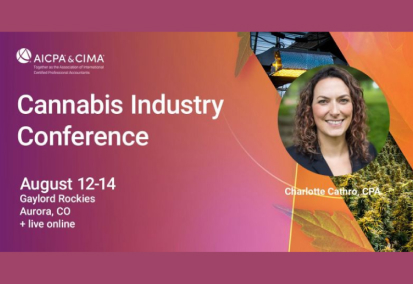 AICPA & CIMA
Together as the Association of International
Certified Professional Accountants
Cannabis Industry
Conference
August 12-14
Gaylord Rockies
Aurora, CO
+ live online
Charlotte Cathro, CPA